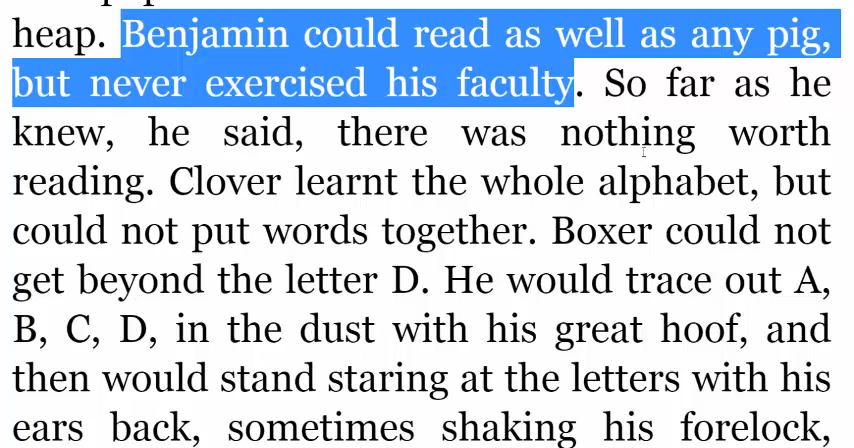 heap. Benjamin could read as well as any pig,
but never exercised his faculty. So far as he
knew, he said, there was nothing worth
reading. Clover learnt the whole alphabet, but
could not put words together. Boxer could not
get beyond the letter D. He would trace out A,
B, C, D, in the dust with his great hoof, and
then would stand staring at the letters with his
ears back, sometimes shaking his forelock,